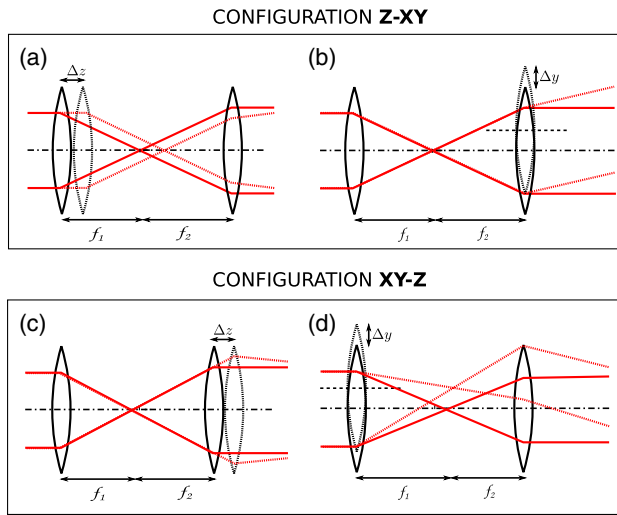 CONFIGURATION Z-XY
(a) Δz (b) Δy
f₁ f₂ f₁ f₂
CONFIGURATION XY-Z
(c) Δz (d) Δy
f₁ f₂ f₁ f₂